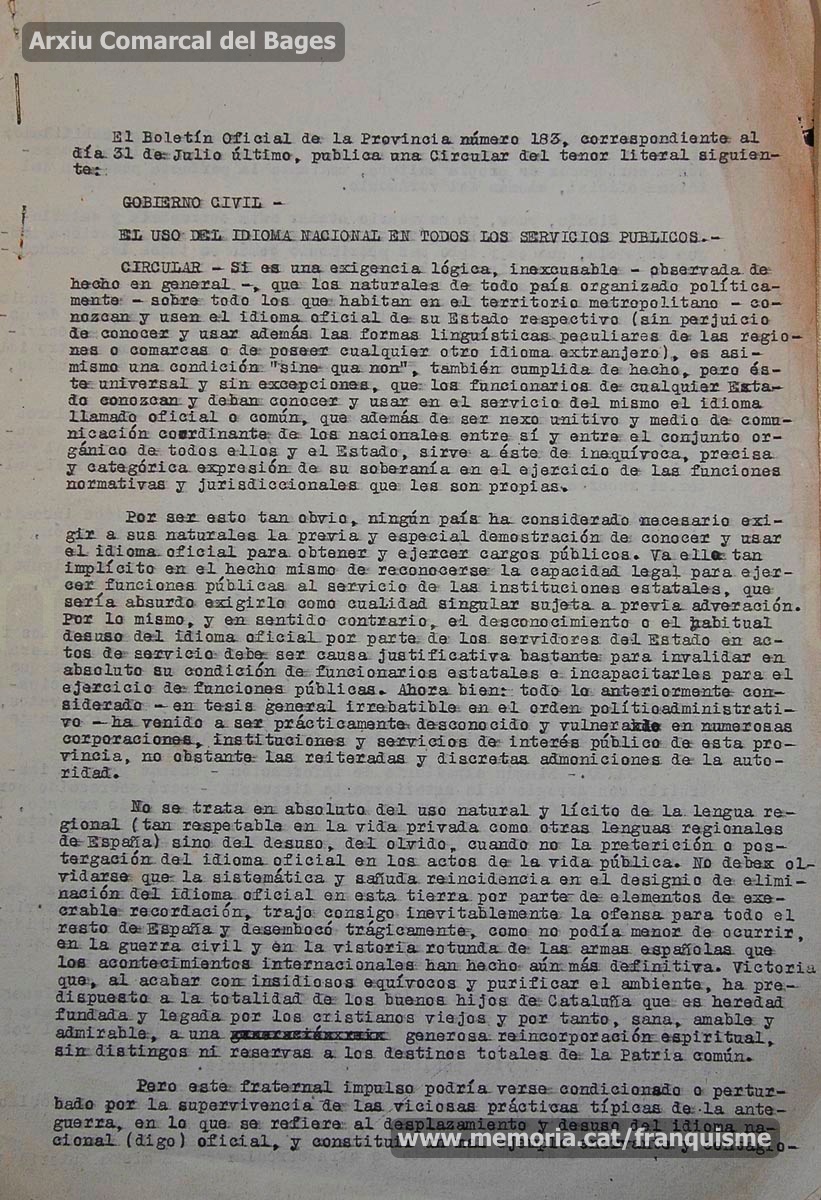 Arxiu Comarcal del Bages
El Boletín Oficial de la Provincia número 183, correspondiente al
día 31 de Julio último, publica una Circular del tenor literal siguien-
te:
GOBIERNO CIVIL -
EL USO DEL IDIOMA NACIONAL EN TODOS LOS SERVICIOS PUBLICOS.-
CIRCULAR - Si es una exigencia lógica, inexcusable - observada de
hecho en general -, que los naturales de todo país organizado política-
mente - sobre todo los que habitan en el territorio metropolitano - co-
nozcan y usen el idioma oficial de su Estado respectivo (sin perjuicio
de conocer y usar además las formas linguísticas peculiares de las regio-
nes o comarcas o de poseer cualquier otro idioma extranjero), es asi-
mismo una condición "sine qua non", también cumplida de hecho, pero és-
te universal y sin excepciones, que los funcionarios de cualquier Esta-
do conozcan y deban conocer y usar en el servicio del mismo el idioma
llamado oficial o común, que además de ser nexo unitivo y medio de comu-
nicación coordinante de los nacionales entre sí y entre el conjunto or-
gánico de todos ellos y el Estado, sirve a éste de inequívoca, precisa
y categórica expresión de su soberanía en el ejercicio de las funciones
normativas y jurisdiccionales que les son propias.
Por ser esto tan obvio, ningún país ha considerado necesario exi-
gir a sus naturales la previa y especial demostración de conocer y usar
el idioma oficial para obtener y ejercer cargos públicos. Va ello tan
implícito en el hecho mismo de reconocerse la capacidad legal para ejer-
cer funciones públicas al servicio de las instituciones estatales, que
sería absurdo exigirlo como cualidad singular sujeta a previa adveración.
Por lo mismo, y en sentido contrario, el desconocimiento o el habitual
desuso del idioma oficial por parte de los servidores del Estado en ac-
tos de servicio debe ser causa justificativa bastante para invalidar en
absoluto su condición de funcionarios estatales e incapacitarles para el
ejercicio de funciones públicas. Ahora bien: todo lo anteriormente con-
siderado - en tesis general irrebatible en el orden polítioadministrati-
vo - ha venido a ser prácticamente desconocido y vulnerado en numerosas
corporaciones, instituciones y servicios de interés público de esta pro-
vincia, no obstante las reiteradas y discretas admoniciones de la auto-
ridad.
No se trata en absoluto del uso natural y lícito de la lengua re-
gional (tan respetable en la vida privada como otras lenguas regionales
de España) sino del desuso, del olvido, cuando no la preterición o pos-
tergación del idioma oficial en los actos de la vida pública. No debex ol-
vidarse que la sistemática y sañuda reincidencia en el designio de elimi-
nación del idioma oficial en esta tierra por parte de elementos de exe-
crable recordación, trajo consigo inevitablemente la ofensa para todo el
resto de España y desembocó trágicamente, como no podía menor de ocurrir,
en la guerra civil y en la vistoria rotunda de las armas españolas que
los acontecimientos internacionales han hecho aún más definitiva. Victoria
que, al acabar con insidiosos equívocos y purificar el ambiente, ha pre-
dispuesto a la totalidad de los buenos hijos de Cataluña que es heredad
fundada y legada por los cristianos viejos y por tanto, sana, amable y
admirable, a una generosa reincorporación espiritual,
sin distingos ni reservas a los destinos totales de la Patria común.
Pero este fraternal impulso podría verse condicionado o pertur-
bado por la supervivencia de las viciosas prácticas típicas de la ante-
guerra, en lo que se refiere al desplazamiento y desuso del idioma na-
cional (digo) oficial, y constituir un mal ejemplo y contagio-
www.memoria.cat/franquisme